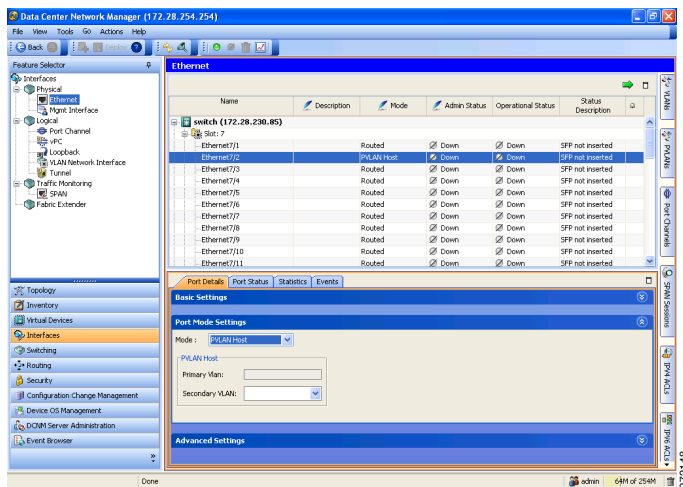 Data Center Network Manager (172.28.254.254)
File View Tools Go Actions Help
Back Deploy
Feature Selector
Ethernet
Interfaces
Physical
Ethernet
Mgmt Interface
Logical
Port Channel
vPC
Loopback
VLAN Network Interface
Tunnel
Traffic Monitoring
SPAN
Fabric Extender
Topology
Inventory
Virtual Devices
Interfaces
Switching
Routing
Security
Configuration Change Management
Device OS Management
DCNM Server Administration
Event Browser
Name Description Mode Admin Status Operational Status Status Description
switch (172.28.230.85)
Slot: 7
Ethernet7/1 Routed Down Down SFP not inserted
Ethernet7/2 PVLAN Host Down Down SFP not inserted
Ethernet7/3 Routed Down Down SFP not inserted
Ethernet7/4 Routed Down Down SFP not inserted
Ethernet7/5 Routed Down Down SFP not inserted
Ethernet7/6 Routed Down Down SFP not inserted
Ethernet7/7 Routed Down Down SFP not inserted
Ethernet7/8 Routed Down Down SFP not inserted
Ethernet7/9 Routed Down Down SFP not inserted
Ethernet7/10 Routed Down Down SFP not inserted
Ethernet7/11 Routed Down Down SFP not inserted
Port Details Port Status Statistics Events
Basic Settings
Port Mode Settings
Mode : PVLAN Host
PVLAN Host
Primary Vlan:
Secondary VLAN:
Advanced Settings
VLANs
PVLANs
Port Channels
SPAN Sessions
IPV4 ACLs
IPV6 ACLs
Done
admin 64M of 254M